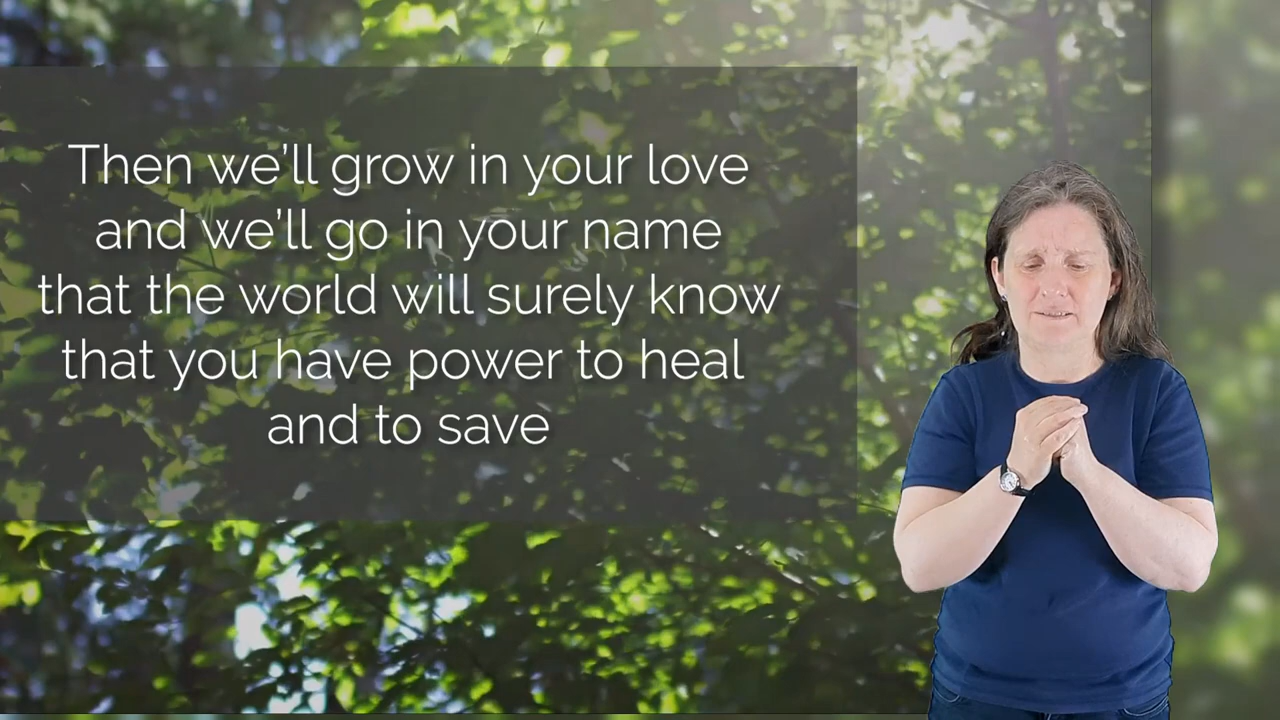 Then we’ll grow in your love
and we’ll go in your name
that the world will surely know
that you have power to heal
and to save